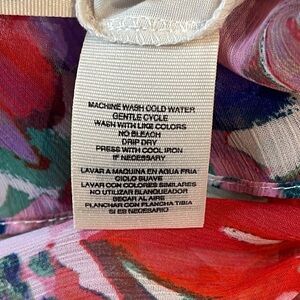 MACHINE WASH COLD WATER
GENTLE CYCLE
WASH WITH LIKE COLORS
NO BLEACH
DRIP DRY
PRESS WITH COOL IRON
IF NECESSARY
LAVAR A MAQUINA EN AQUA FRIA
CICLO SUAVE
LAVAR CON COLORES SIMILARES
NO UTILIZAR BLANQUEADOR
SECAR AL AIRE
PLANCHAR CON PLANCHA TIBIA
SI ES NECESARIO